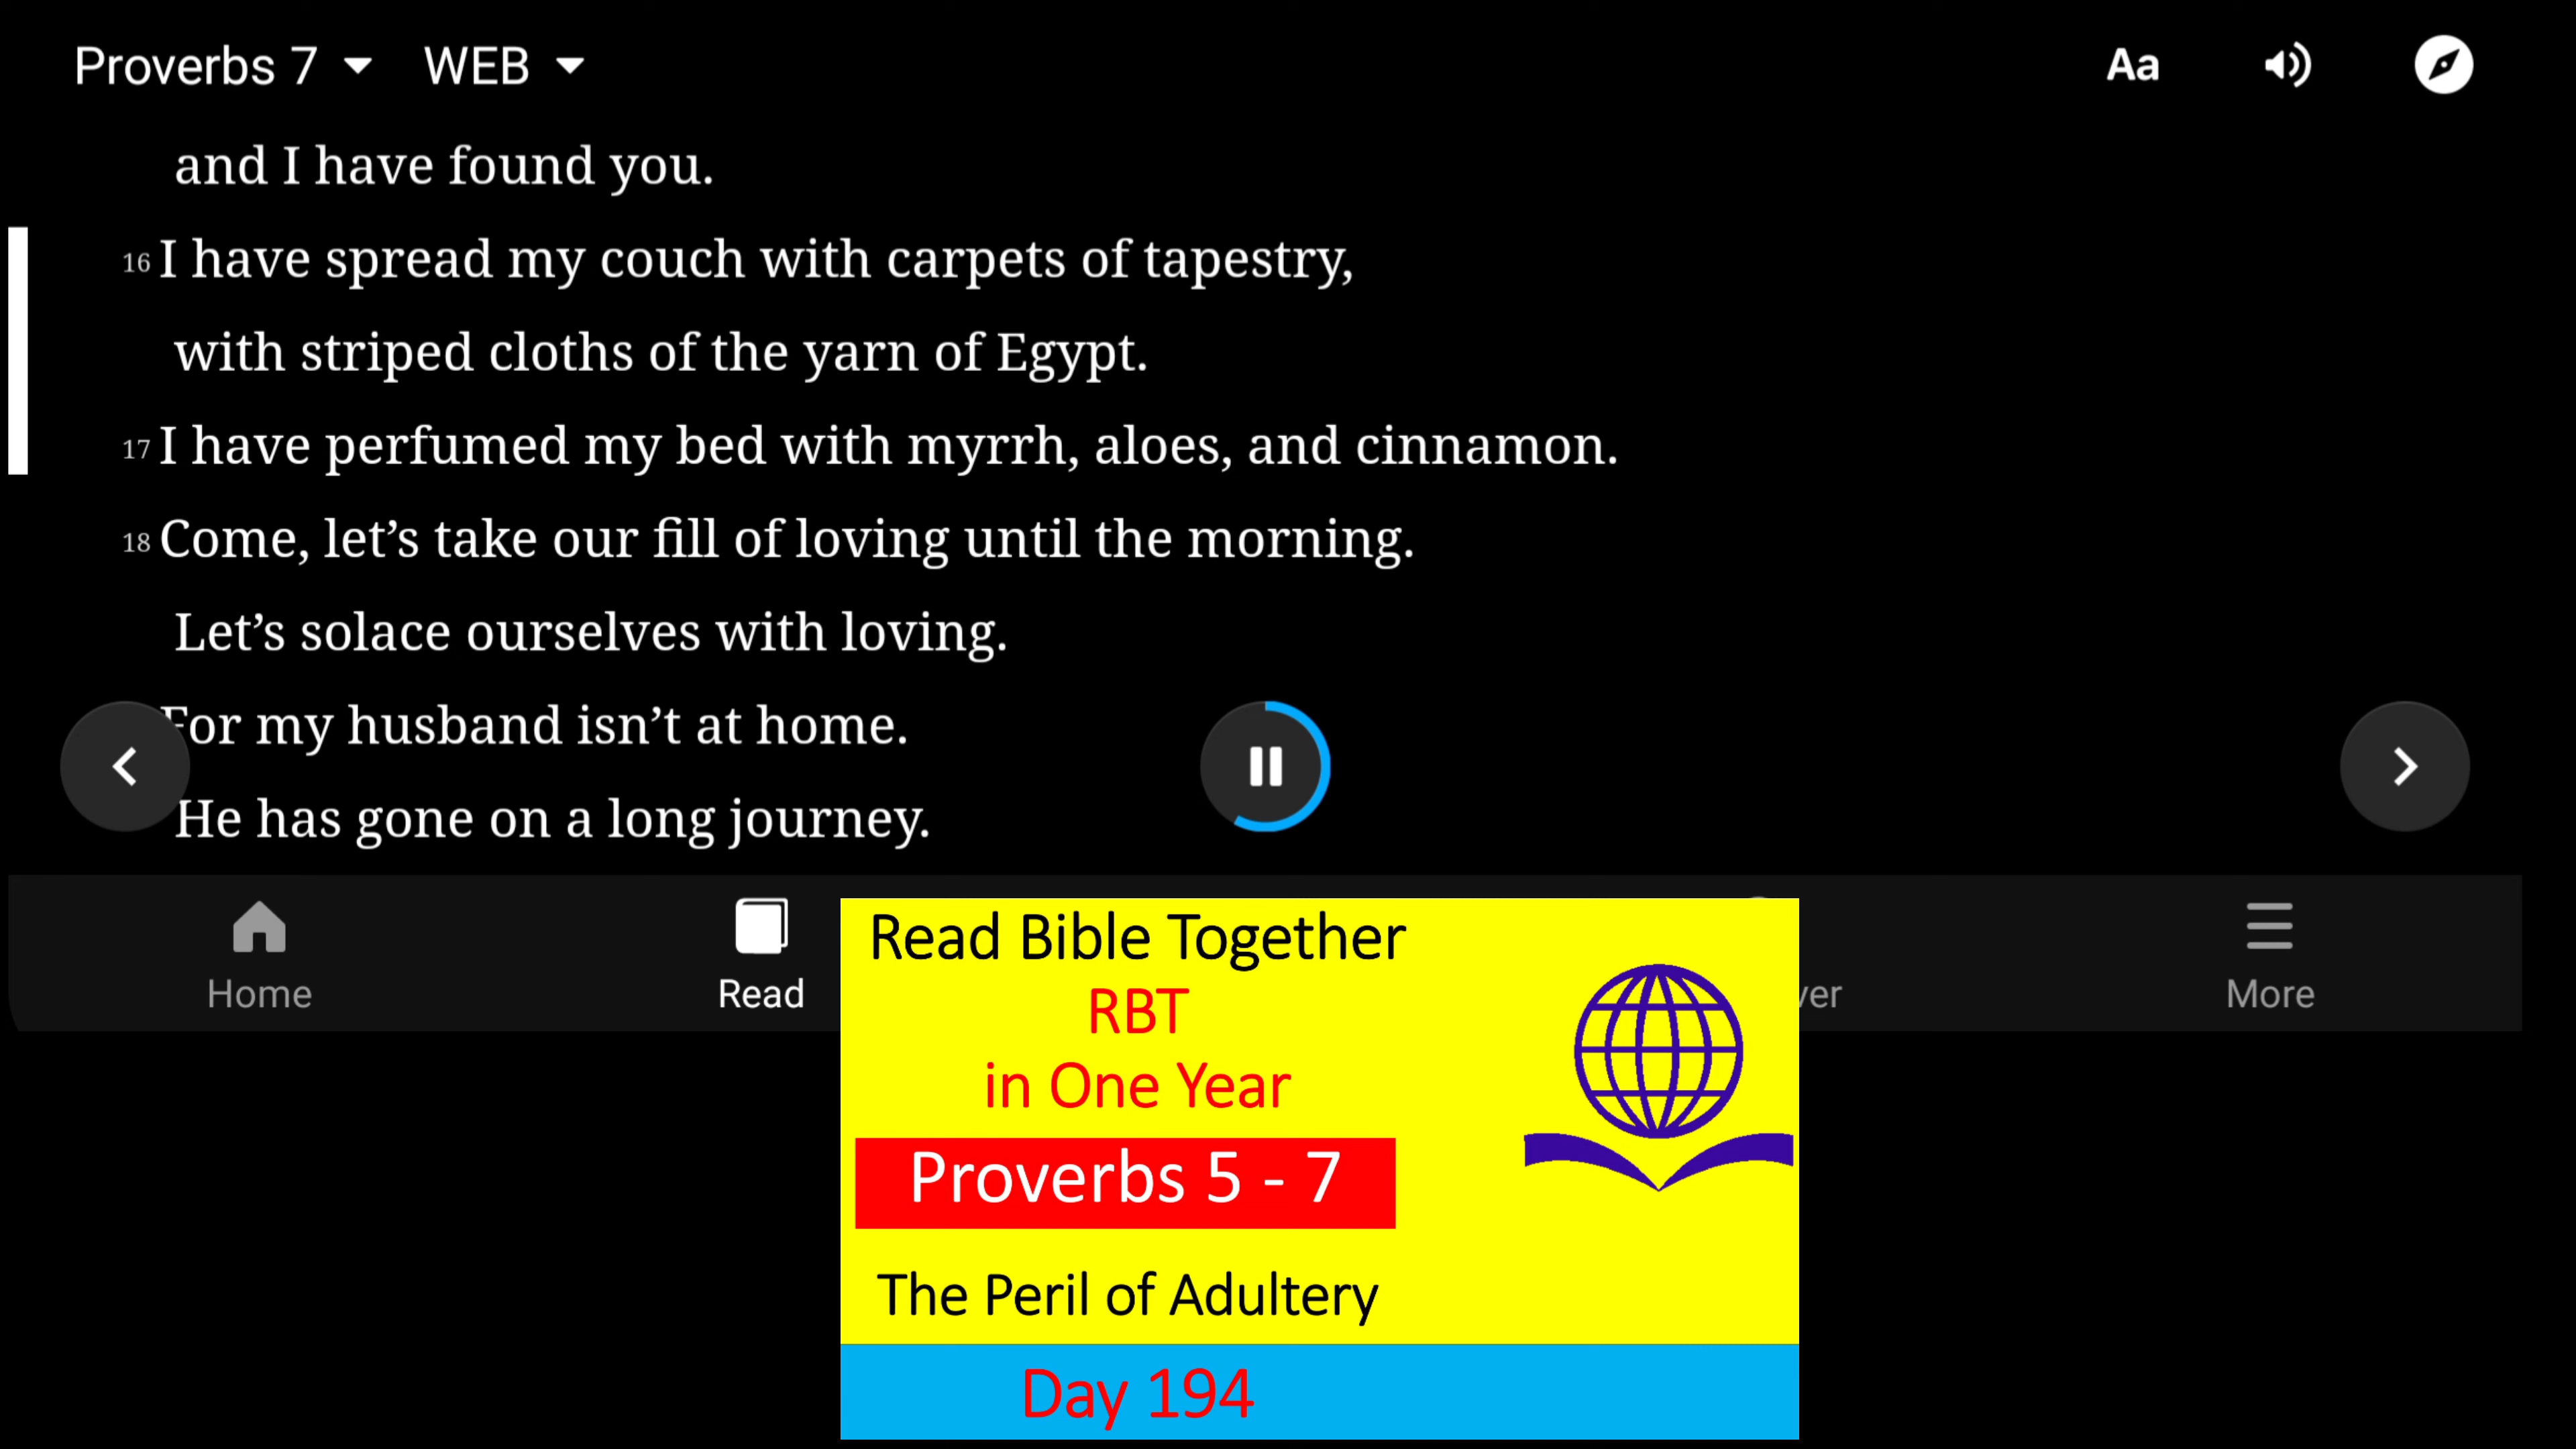 Proverbs 7 WEB Aa
and I have found you.
16 I have spread my couch with carpets of tapestry,
with striped cloths of the yarn of Egypt.
17 I have perfumed my bed with myrrh, aloes, and cinnamon.
18 Come, let’s take our fill of loving until the morning.
Let’s solace ourselves with loving.
For my husband isn’t at home.
He has gone on a long journey.
Home Read ver More
Read Bible Together
RBT
in One Year
Proverbs 5 - 7
The Peril of Adultery
Day 194